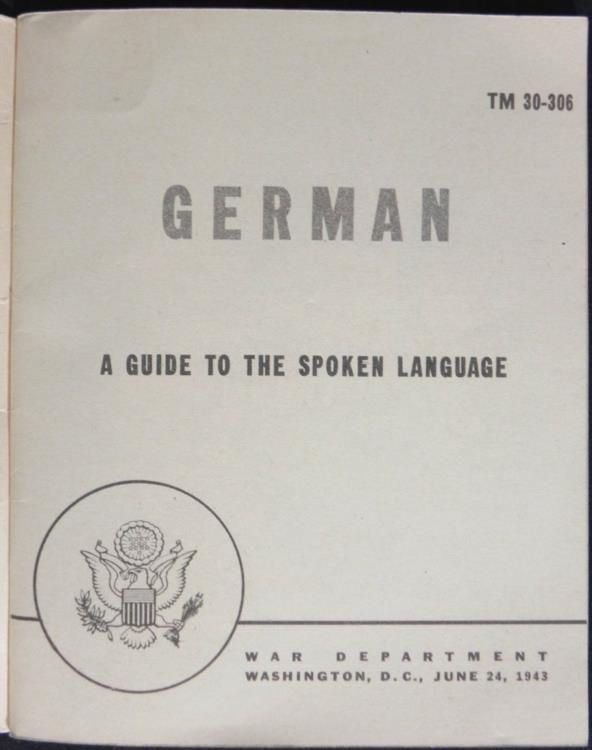 TM 30-306
GERMAN
A GUIDE TO THE SPOKEN LANGUAGE
WAR DEPARTMENT
WASHINGTON, D.C., JUNE 24, 1943